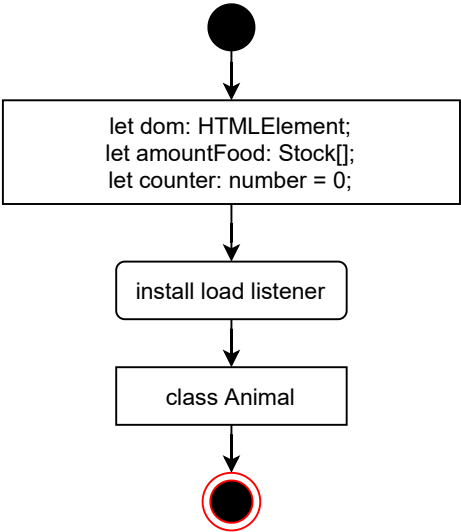 let dom: HTMLElement;
let amountFood: Stock[];
let counter: number = 0;
install load listener
class Animal